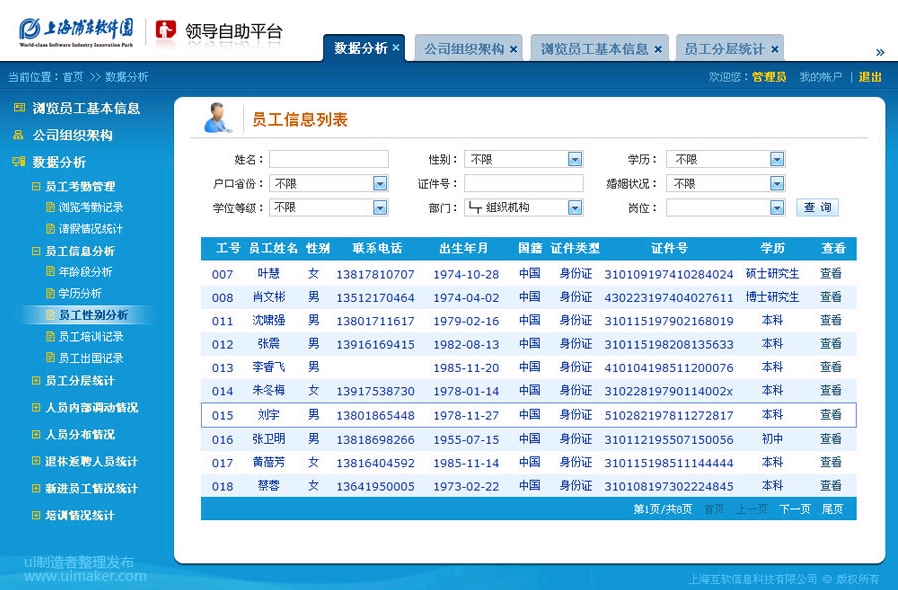 上海浦东软件园
World-class Software Industry Innovation Park
领导自助平台
数据分析 × 公司组织架构 × 浏览员工基本信息 × 员工分层统计 × »
当前位置：首页 >> 数据分析
欢迎您：管理员 我的帐户 | 退出
浏览员工基本信息
公司组织架构
数据分析
员工考勤管理
浏览考勤记录
请假情况统计
员工信息分析
年龄段分析
学历分析
员工性别分析
员工培训记录
员工出国记录
员工分层统计
人员内部调动情况
人员分布情况
退休返聘人员统计
新进员工情况统计
培训情况统计
员工信息列表
姓名： 性别： 不限 学历： 不限
户口省份： 不限 证件号： 婚姻状况： 不限
学位等级： 不限 部门： 组织机构 岗位： 查 询
工号 员工姓名 性别 联系电话 出生年月 国籍 证件类型 证件号 学历 查看
007 叶慧 女 13817810707 1974-10-28 中国 身份证 310109197410284024 硕士研究生 查看
008 肖文彬 男 13512170464 1974-04-02 中国 身份证 430223197404027611 博士研究生 查看
011 沈啸强 男 13801711617 1979-02-16 中国 身份证 310115197902168019 本科 查看
012 张震 男 13916169415 1982-08-13 中国 身份证 310115198208135633 本科 查看
013 李睿飞 男 1985-11-20 中国 身份证 410104198511200076 本科 查看
014 朱冬梅 女 13917538730 1978-01-14 中国 身份证 31022819790114002x 本科 查看
015 刘宇 男 13801865448 1978-11-27 中国 身份证 510282197811272817 本科 查看
016 张卫明 男 13818698266 1955-07-15 中国 身份证 310112195507150056 初中 查看
017 黄蓓芳 女 13816404592 1985-11-14 中国 身份证 310115198511144444 本科 查看
018 蔡蓉 女 13641950005 1973-02-22 中国 身份证 310108197302224845 本科 查看
第1页/共8页 首页 上一页 下一页 尾页
ui制造者整理发布
www.uimaker.com
上海互软信息科技有限公司 © 版权所有